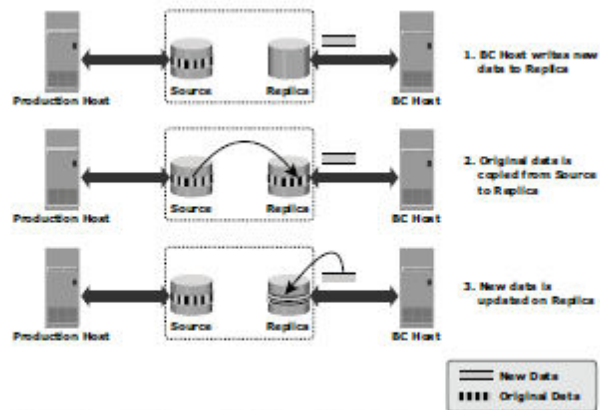 Source
Replica
Production Host
BC Host
1. BC Host writes new
data to Replica
Source
Replica
Production Host
BC Host
2. Original data is
copied from Source
to Replica
Source
Replica
Production Host
BC Host
3. New data is
updated on Replica
New Data
Original Data